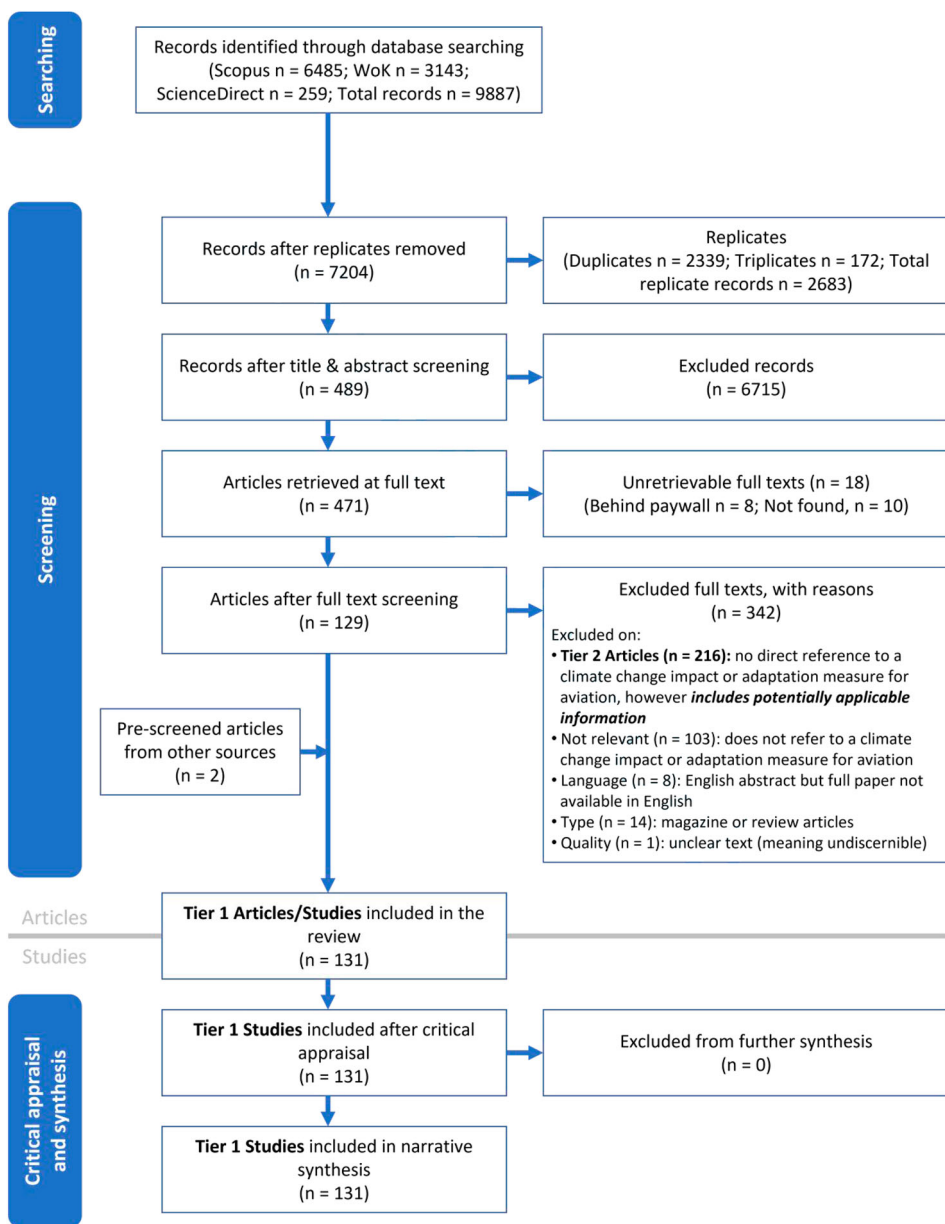 Searching
Records identified through database searching
(Scopus n = 6485; WoK n = 3143;
ScienceDirect n = 259; Total records n = 9887)
Screening
Records after replicates removed
(n = 7204)
Replicates
(Duplicates n = 2339; Triplicates n = 172; Total
replicate records n = 2683)
Records after title & abstract screening
(n = 489)
Excluded records
(n = 6715)
Articles retrieved at full text
(n = 471)
Unretrievable full texts (n = 18)
(Behind paywall n = 8; Not found, n = 10)
Articles after full text screening
(n = 129)
Excluded full texts, with reasons
(n = 342)
Excluded on:
• Tier 2 Articles (n = 216): no direct reference to a
climate change impact or adaptation measure for
aviation, however includes potentially applicable
information
• Not relevant (n = 103): does not refer to a climate
change impact or adaptation measure for aviation
• Language (n = 8): English abstract but full paper not
available in English
• Type (n = 14): magazine or review articles
• Quality (n = 1): unclear text (meaning undiscernible)
Pre-screened articles
from other sources
(n = 2)
Articles
Studies
Tier 1 Articles/Studies included in the
review
(n = 131)
Critical appraisal
and synthesis
Tier 1 Studies included after critical
appraisal
(n = 131)
Excluded from further synthesis
(n = 0)
Tier 1 Studies included in narrative
synthesis
(n = 131)